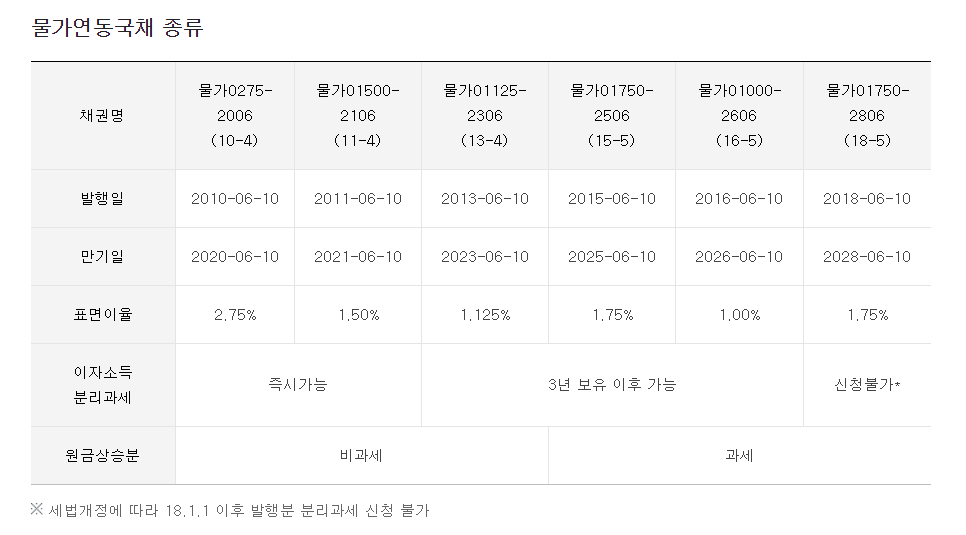 물가연동국채 종류
채권명
물가0275-
2006
(10-4)
물가01500-
2106
(11-4)
물가01125-
2306
(13-4)
물가01750-
2506
(15-5)
물가01000-
2606
(16-5)
물가01750-
2806
(18-5)
발행일 2010-06-10 2011-06-10 2013-06-10 2015-06-10 2016-06-10 2018-06-10
만기일 2020-06-10 2021-06-10 2023-06-10 2025-06-10 2026-06-10 2028-06-10
표면이율 2.75% 1.50% 1.125% 1.75% 1.00% 1.75%
이자소득
분리과세
즉시가능 3년 보유 이후 가능 신청불가*
원금상승분 비과세 과세
※ 세법개정에 따라 18.1.1 이후 발행분 분리과세 신청 불가